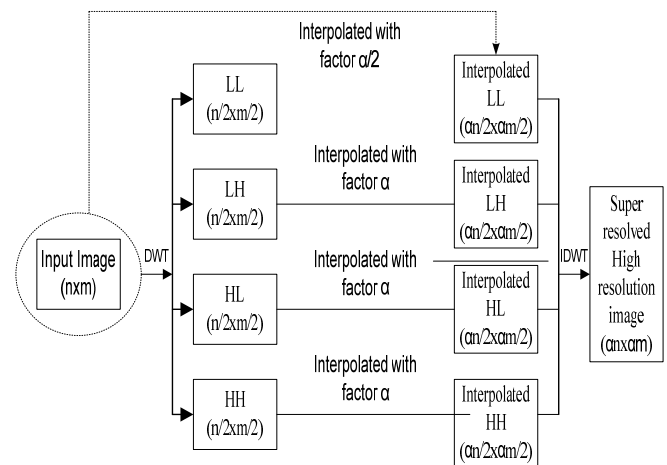 Interpolated with
factor α/2
LL
(n/2xm/2)
Interpolated
LL
(αn/2xαm/2)
Interpolated with
factor α
LH
(n/2xm/2)
Interpolated
LH
(αn/2xαm/2)
Input Image
(nxm)
DWT
Interpolated with
factor α
HL
(n/2xm/2)
Interpolated
HL
(αn/2xαm/2)
IDWT
Super
resolved
High
resolution
image
(αnxαm)
Interpolated with
factor α
HH
(n/2xm/2)
Interpolated
HH
(αn/2xαm/2)